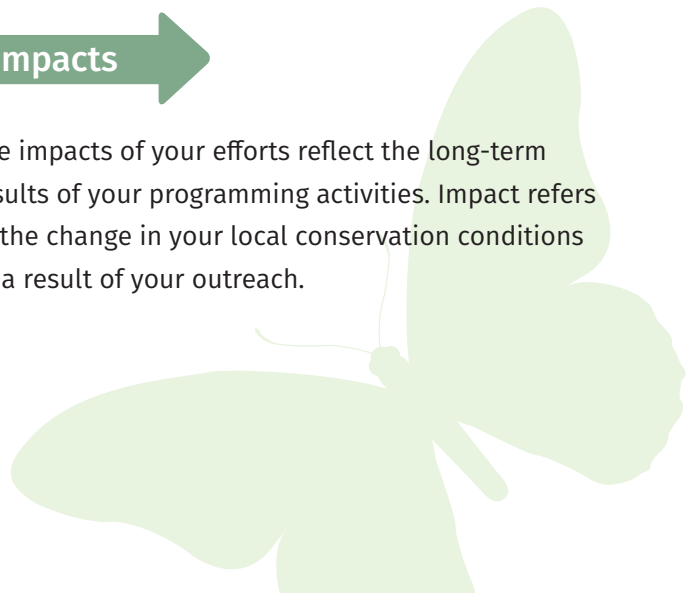 mpacts
e impacts of your efforts reflect the long-term
sults of your programming activities. Impact refers
the change in your local conservation conditions
a result of your outreach.